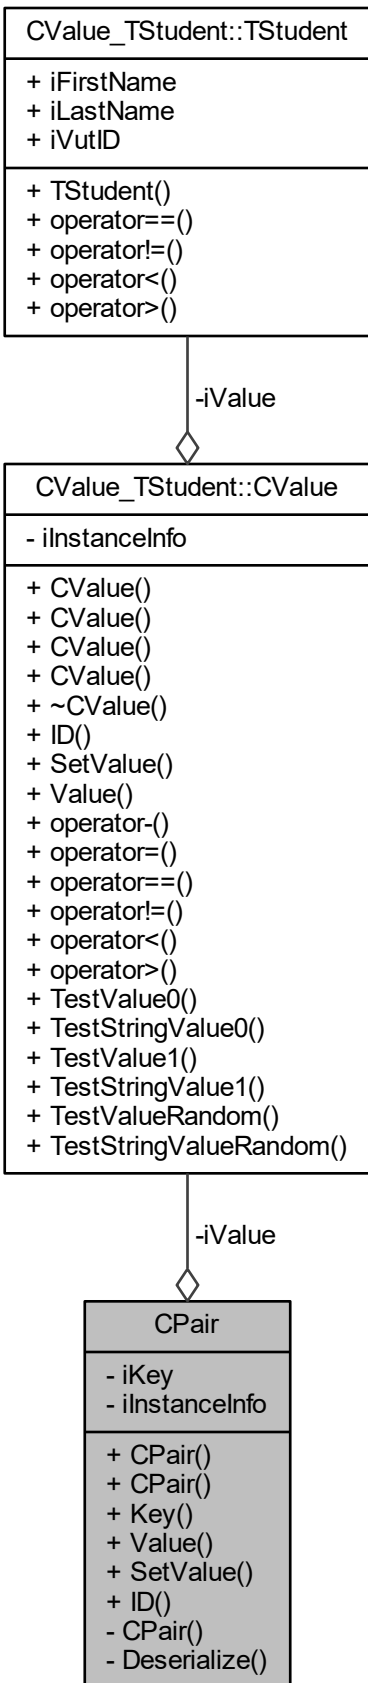 CValue_TStudent::TStudent
+ iFirstName
+ iLastName
+ iVutID
+ TStudent()
+ operator==()
+ operator!=()
+ operator<()
+ operator>()
-iValue
CValue_TStudent::CValue
- iInstanceInfo
+ CValue()
+ CValue()
+ CValue()
+ CValue()
+ ~CValue()
+ ID()
+ SetValue()
+ Value()
+ operator-()
+ operator=()
+ operator==()
+ operator!=()
+ operator<()
+ operator>()
+ TestValue0()
+ TestStringValue0()
+ TestValue1()
+ TestStringValue1()
+ TestValueRandom()
+ TestStringValueRandom()
-iValue
CPair
- iKey
- iInstanceInfo
+ CPair()
+ CPair()
+ Key()
+ Value()
+ SetValue()
+ ID()
- CPair()
- Deserialize()